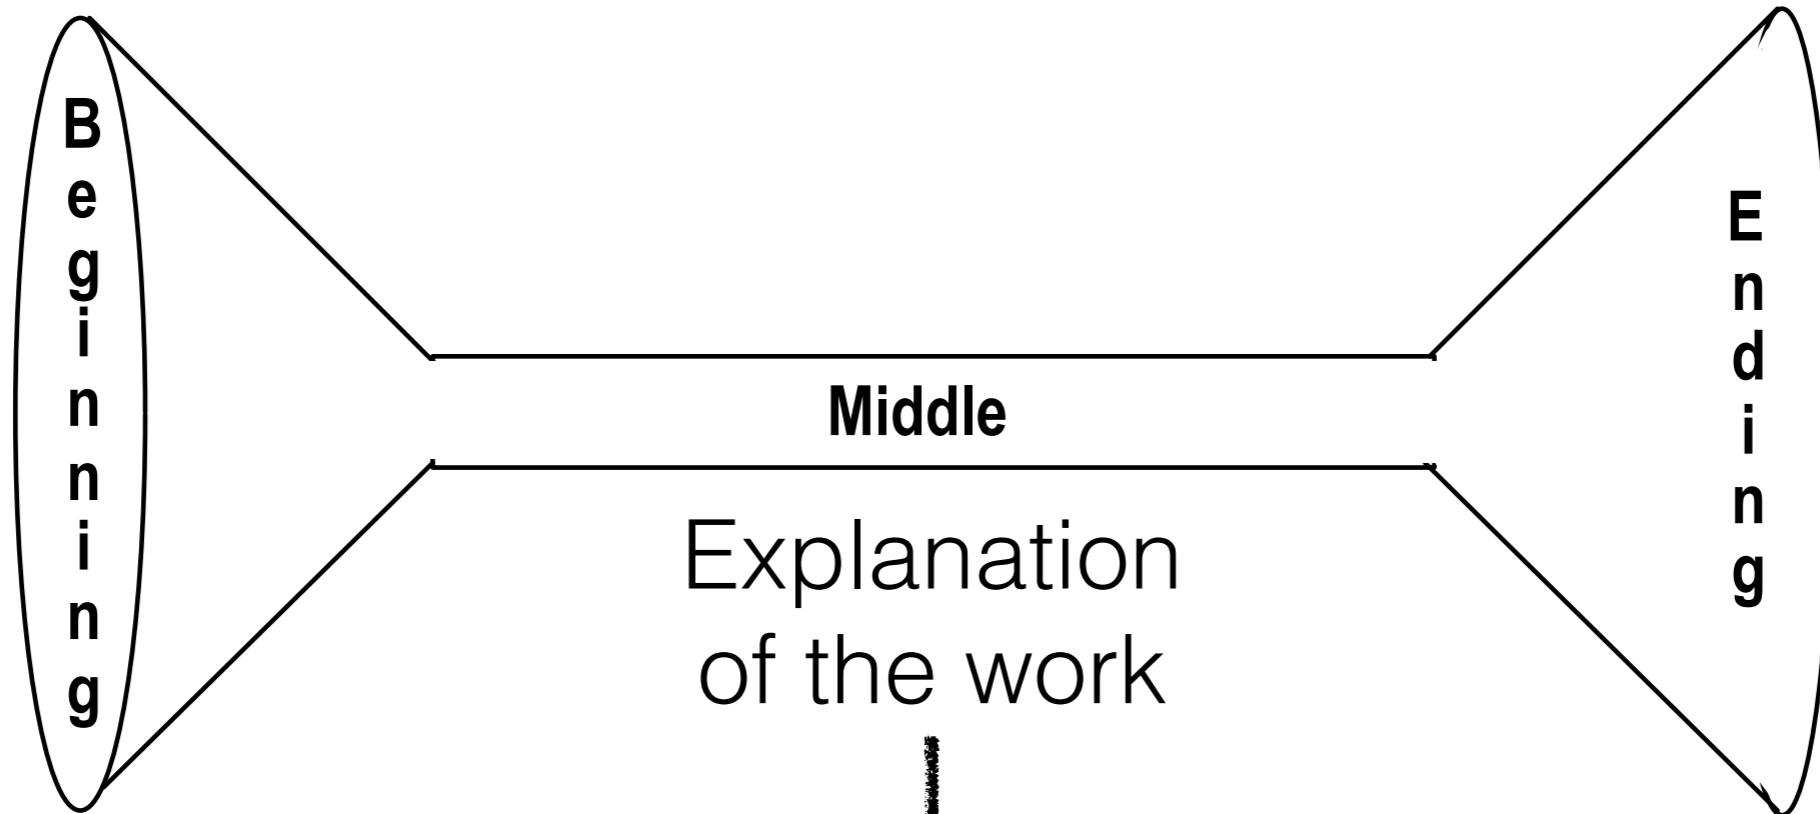 Beginning
Middle
Ending
Explanation
of the work